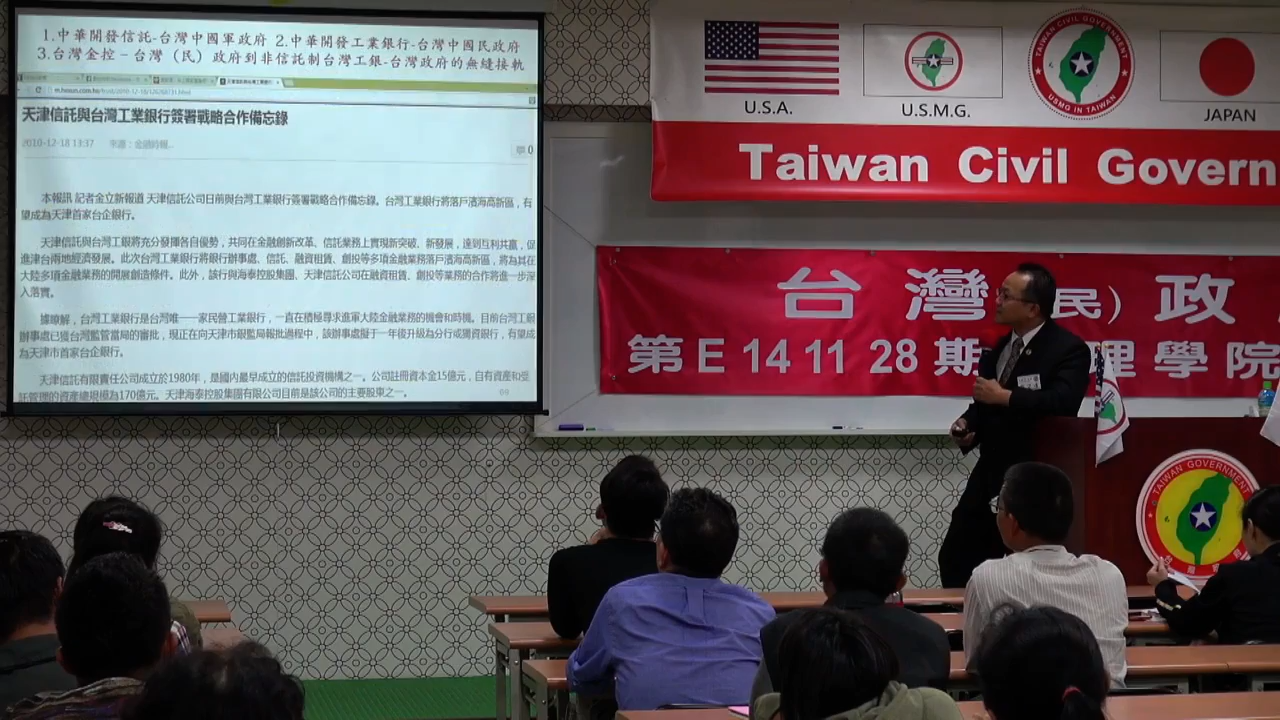 1.中華開發信託-台灣中國軍政府 2.中華開發工業銀行-台灣中國民政府
3.台灣金控－台灣（民）政府到非信託制台灣工銀-台灣政府的無縫接軌
天津信託與台灣工業銀行簽署戰略合作備忘錄
2010-12-18 13:37 來源：金融時報
0
本報訊 記者金立新報道 天津信託公司日前與台灣工業銀行簽署戰略合作備忘錄。台灣工業銀行將落戶濱海高新區，有
望成為天津首家台企銀行。
天津信託與台灣工銀將充分發揮各自優勢，共同在金融創新改革、信託業務上實現新突破、新發展，達到互利共贏，促
進津台兩地經濟發展。此次台灣工業銀行將銀行辦事處、信託、融資租賃、創投等多項金融業務落戶濱海高新區，將為其在
大陸多項金融業務的開展創造條件。此外，該行與海泰控股集團、天津信託公司在融資租賃、創投等業務的合作將進一步深
入落實。
據瞭解，台灣工業銀行是台灣唯一一家民營工業銀行，一直在積極尋求進軍大陸金融業務的機會和時機。目前台灣工銀
辦事處已獲台灣監管當局的審批，現正在向天津市銀監局報批過程中，該辦事處擬于一年後升級為分行或獨資銀行，有望成
為天津市首家台企銀行。
天津信託有限責任公司成立於1980年，是國內最早成立的信託投資機構之一。公司註冊資本金15億元，自有資產和受
託管理的資產總規模為170億元。天津海泰控股集團有限公司目前是該公司的主要股東之一。
U.S.A.
U.S.M.G.
TAIWAN CIVIL GOVERNMENT
USMG IN TAIWAN
JAPAN
Taiwan Civil Govern
台灣 民）政
第E 14 11 28 期 理學院
TAIWAN GOVERNMENT